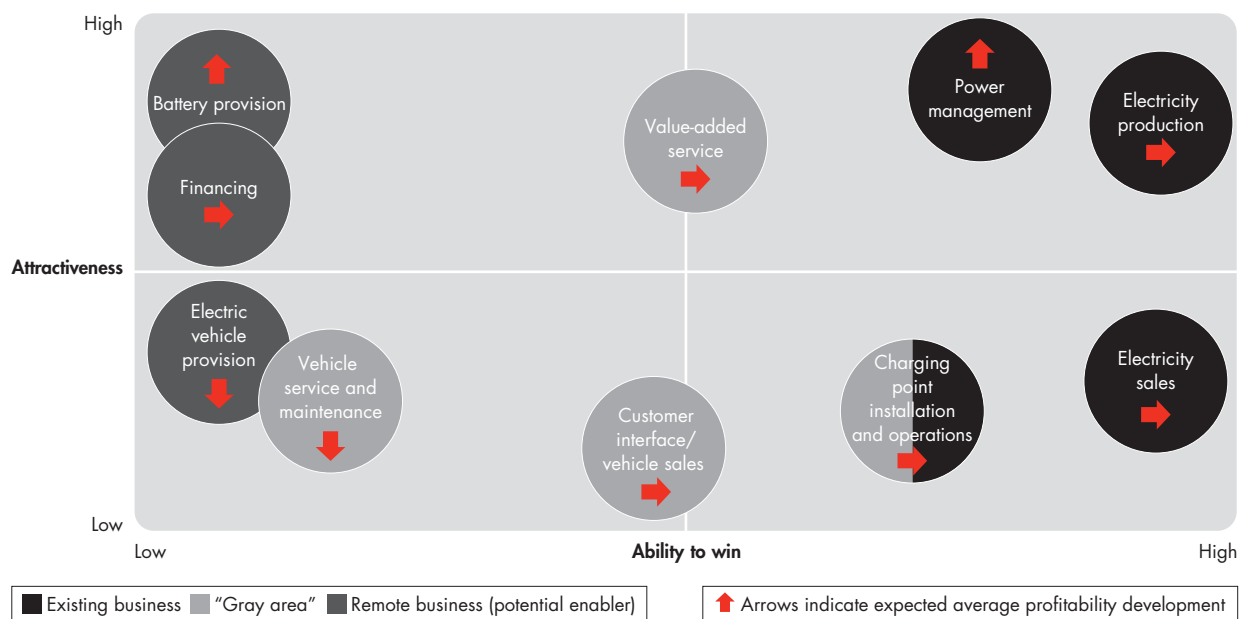 High
Battery provision
Financing
Value-added
service
Power
management
Electricity
production
Attractiveness
Electric
vehicle
provision
Vehicle
service and
maintenance
Customer
interface/
vehicle sales
Charging
point
installation
and operations
Electricity
sales
Low
Low
Ability to win
High
Existing business
"Gray area"
Remote business (potential enabler)
Arrows indicate expected average profitability development